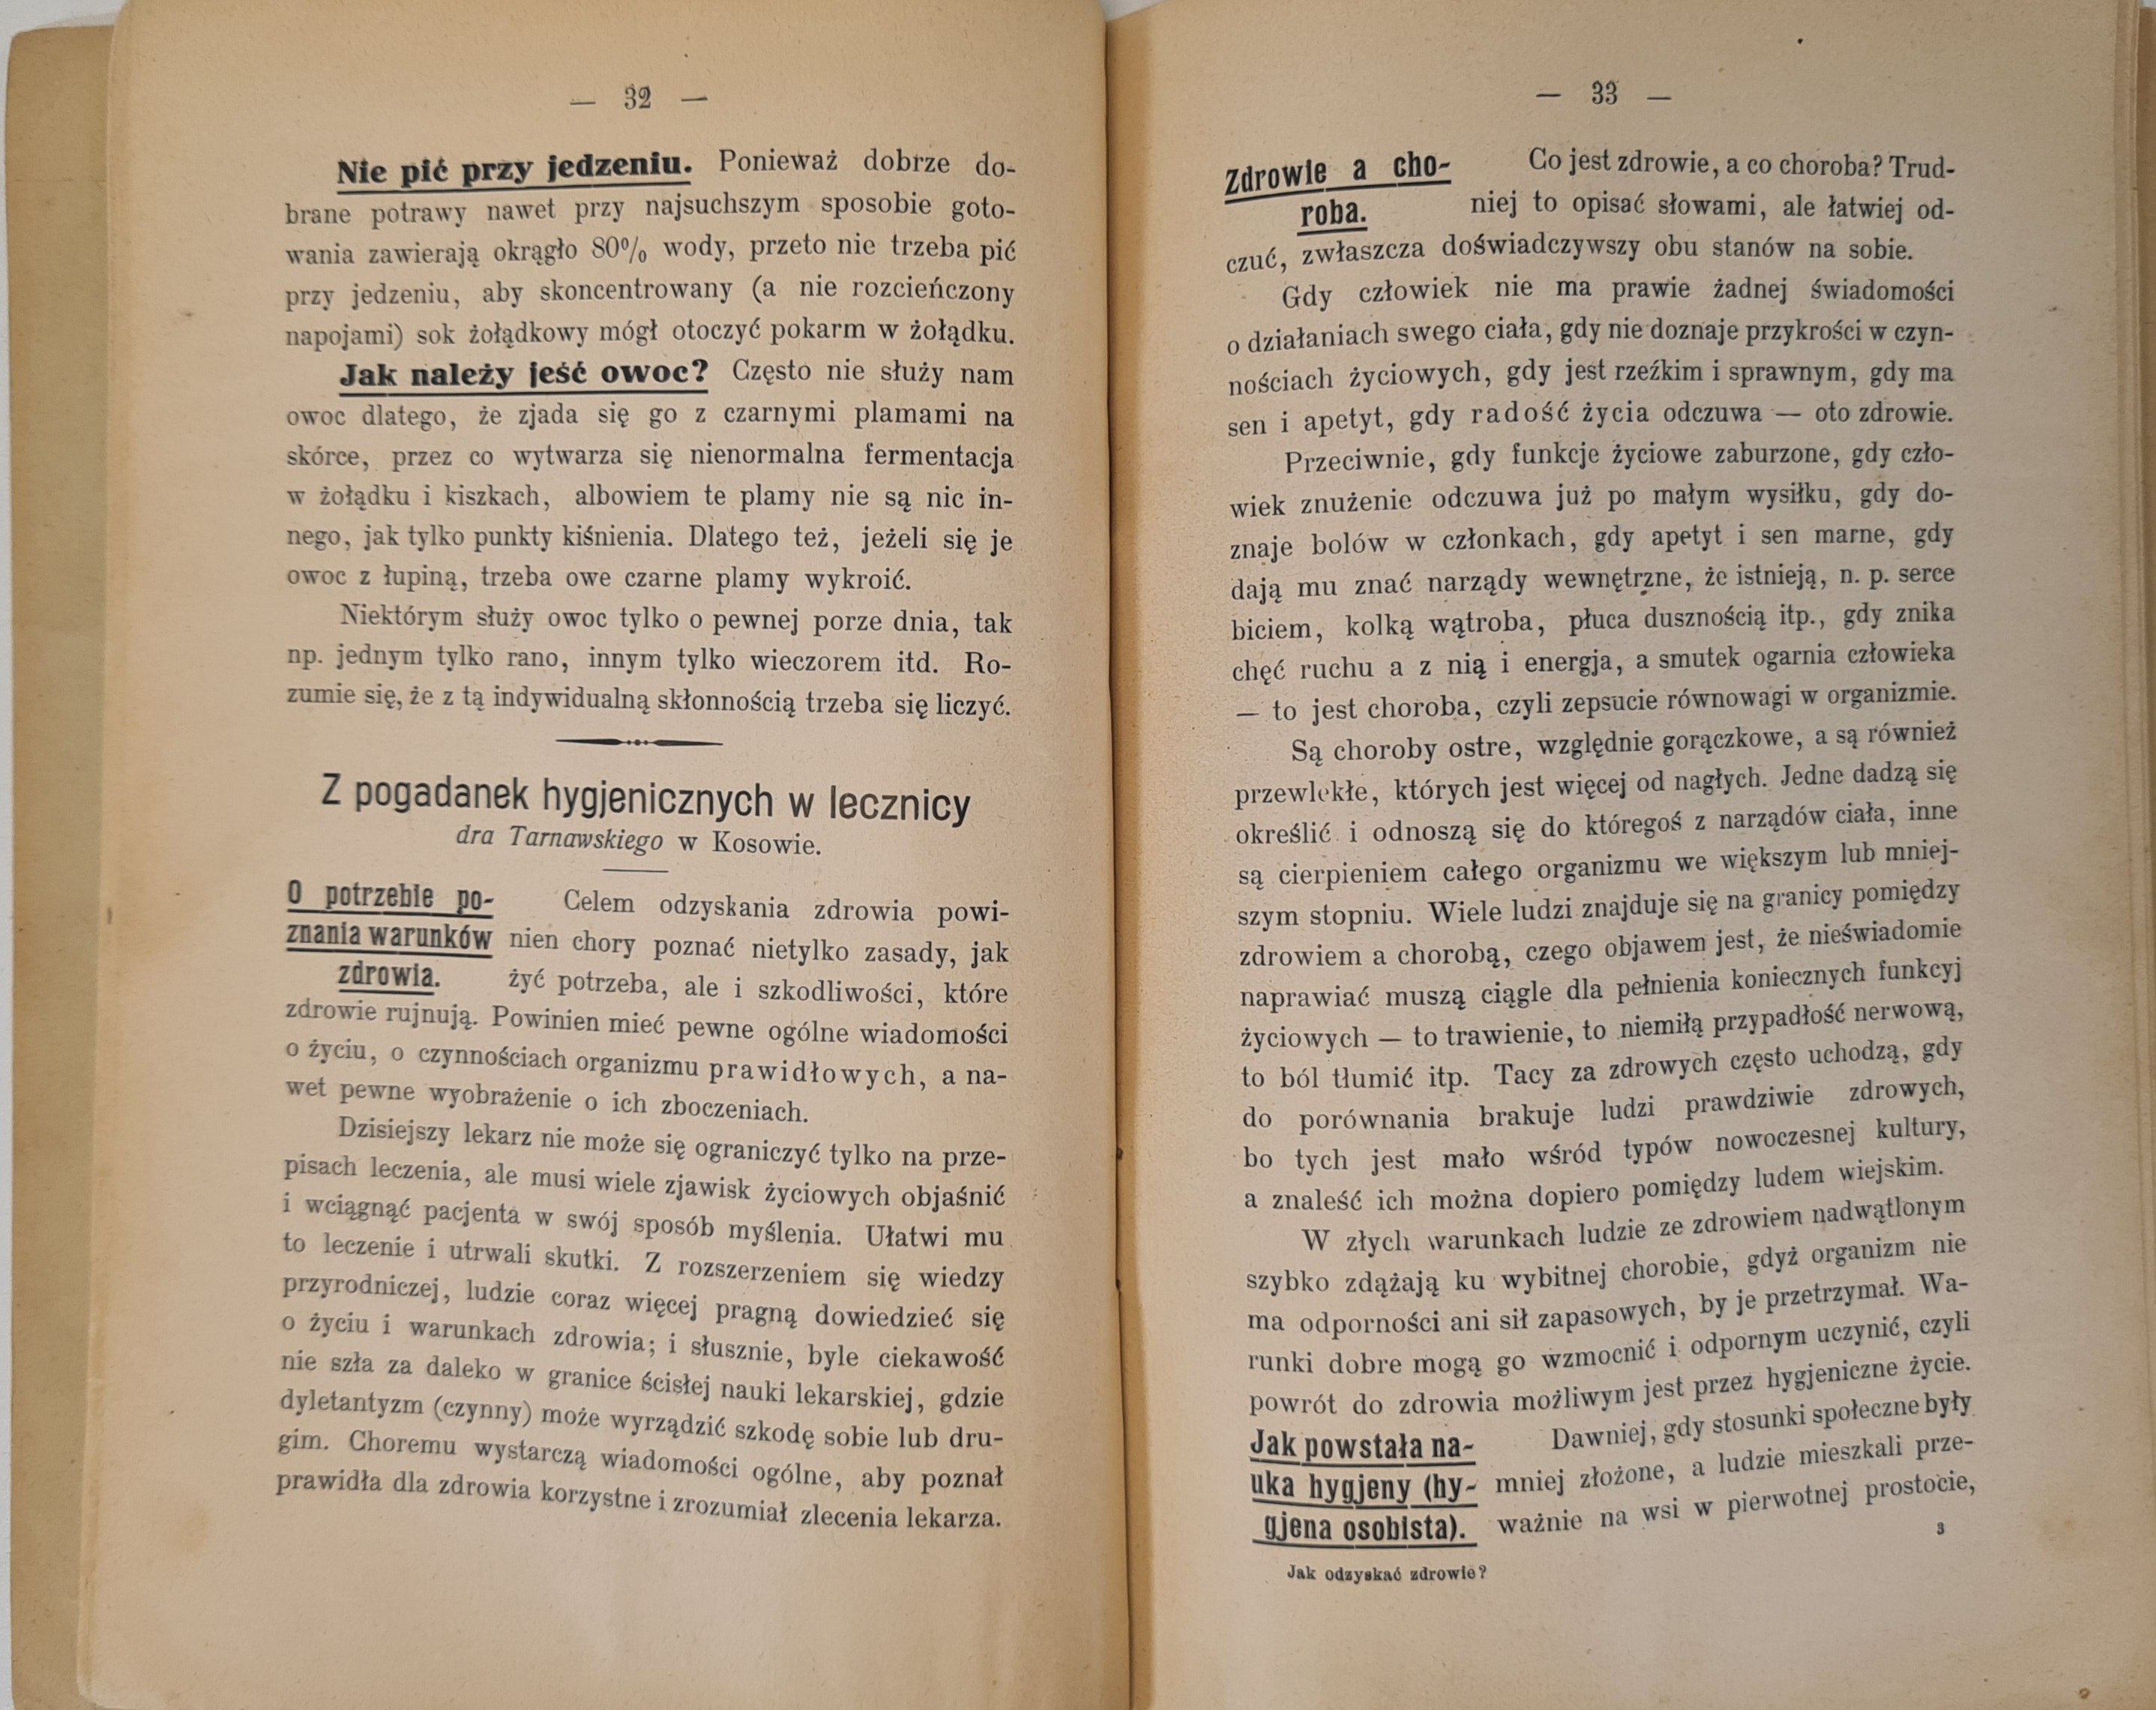 — 32 —
Nie pić przy jedzeniu. Ponieważ dobrze do-
brane potrawy nawet przy najsuchszym sposobie goto-
wania zawierają okrągło 80% wody, przeto nie trzeba pić
przy jedzeniu, aby skoncentrowany (a nie rozcieńczony
napojami) sok żołądkowy mógł otoczyć pokarm w żołądku.
Jak należy jeść owoc? Często nie służy nam
owoc dlatego, że zjada się go z czarnymi plamami na
skórce, przez co wytwarza się nienormalna fermentacja
w żołądku i kiszkach, albowiem te plamy nie są nic in-
nego, jak tylko punkty kiśnienia. Dlatego też, jeżeli się je
owoc z łupiną, trzeba owe czarne plamy wykroić.
Niektórym służy owoc tylko o pewnej porze dnia, tak
np. jednym tylko rano, innym tylko wieczorem itd. Ro-
zumie się, że z tą indywidualną skłonnością trzeba się liczyć.
Z pogadanek hygjenicznych w lecznicy
dra Tarnawskiego w Kosowie.
O potrzebie po- Celem odzyskania zdrowia powi-
znania warunków nien chory poznać nietylko zasady, jak
zdrowia. żyć potrzeba, ale i szkodliwości, które
zdrowie rujnują. Powinien mieć pewne ogólne wiadomości
o życiu, o czynnościach organizmu prawidłowych, a na-
wet pewne wyobrażenie o ich zboczeniach.
Dzisiejszy lekarz nie może się ograniczyć tylko na prze-
pisach leczenia, ale musi wiele zjawisk życiowych objaśnić
i wciągnąć pacjenta w swój sposób myślenia. Ułatwi mu
to leczenie i utrwali skutki. Z rozszerzeniem się wiedzy
przyrodniczej, ludzie coraz więcej pragną dowiedzieć się
o życiu i warunkach zdrowia; i słusznie, byle ciekawość
nie szła za daleko w granice ścisłej nauki lekarskiej, gdzie
dyletantyzm (czynny) może wyrządzić szkodę sobie lub dru-
gim. Choremu wystarczą wiadomości ogólne, aby poznał
prawidła dla zdrowia korzystne i zrozumiał zlecenia lekarza.
— 33 —
Zdrowie a cho- Co jest zdrowie, a co choroba? Trud-
roba. niej to opisać słowami, ale łatwiej od-
czuć, zwłaszcza doświadczywszy obu stanów na sobie.
Gdy człowiek nie ma prawie żadnej świadomości
o działaniach swego ciała, gdy nie doznaje przykrości w czyn-
nościach życiowych, gdy jest rzeźkim i sprawnym, gdy ma
sen i apetyt, gdy radość życia odczuwa — oto zdrowie.
Przeciwnie, gdy funkcje życiowe zaburzone, gdy czło-
wiek znużenie odczuwa już po małym wysiłku, gdy do-
znaje bolów w członkach, gdy apetyt i sen marne, gdy
dają mu znać narządy wewnętrzne, że istnieją, n. p. serce
biciem, kolką wątroba, płuca dusznością itp., gdy znika
chęć ruchu a z nią i energja, a smutek ogarnia człowieka
— to jest choroba, czyli zepsucie równowagi w organizmie.
Są choroby ostre, względnie gorączkowe, a są również
przewlekłe, których jest więcej od nagłych. Jedne dadzą się
określić i odnoszą się do któregoś z narządów ciała, inne
są cierpieniem całego organizmu we większym lub mniej-
szym stopniu. Wiele ludzi znajduje się na granicy pomiędzy
zdrowiem a chorobą, czego objawem jest, że nieświadomie
naprawiać muszą ciągle dla pełnienia koniecznych funkcyj
życiowych — to trawienie, to niemiłą przypadłość nerwową,
to ból tłumić itp. Tacy za zdrowych często uchodzą, gdy
do porównania brakuje ludzi prawdziwie zdrowych,
bo tych jest mało wśród typów nowoczesnej kultury,
a znaleść ich można dopiero pomiędzy ludem wiejskim.
W złych warunkach ludzie ze zdrowiem nadwątlonym
szybko zdążają ku wybitnej chorobie, gdyż organizm nie
ma odporności ani sił zapasowych, by je przetrzymał. Wa-
runki dobre mogą go wzmocnić i odpornym uczynić, czyli
powrót do zdrowia możliwym jest przez hygjeniczne życie.
Jak powstała na- Dawniej, gdy stosunki społeczne były
uka hygjeny (hy- mniej złożone, a ludzie mieszkali prze-
gjena osobista). ważnie na wsi w pierwotnej prostocie,
3
Jak odzyskać zdrowie?